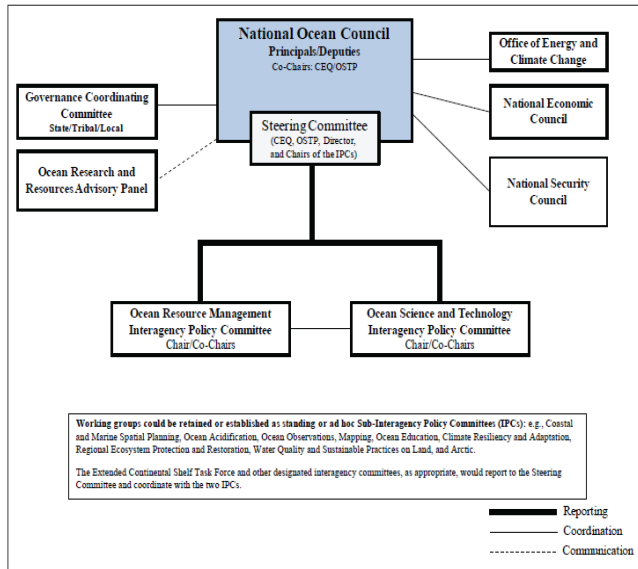 National Ocean Council
Principals/Deputies
Co-Chairs: CEQ/OSTP
Steering Committee
(CEQ, OSTP, Director,
and Chairs of the IPCs)
Governance Coordinating
Committee
State/Tribal/Local
Ocean Research and
Resources Advisory Panel
Office of Energy and
Climate Change
National Economic
Council
National Security
Council
Ocean Resource Management
Interagency Policy Committee
Chair/Co-Chairs
Ocean Science and Technology
Interagency Policy Committee
Chair/Co-Chairs
Working groups could be retained or established as standing or ad hoc Sub-Interagency Policy Committees (IPCs): e.g., Coastal
and Marine Spatial Planning, Ocean Acidification, Ocean Observations, Mapping, Ocean Education, Climate Resiliency and Adaptation,
Regional Ecosystem Protection and Restoration, Water Quality and Sustainable Practices on Land, and Arctic.
The Extended Continental Shelf Task Force and other designated interagency committees, as appropriate, would report to the Steering
Committee and coordinate with the two IPCs.
Reporting
Coordination
Communication